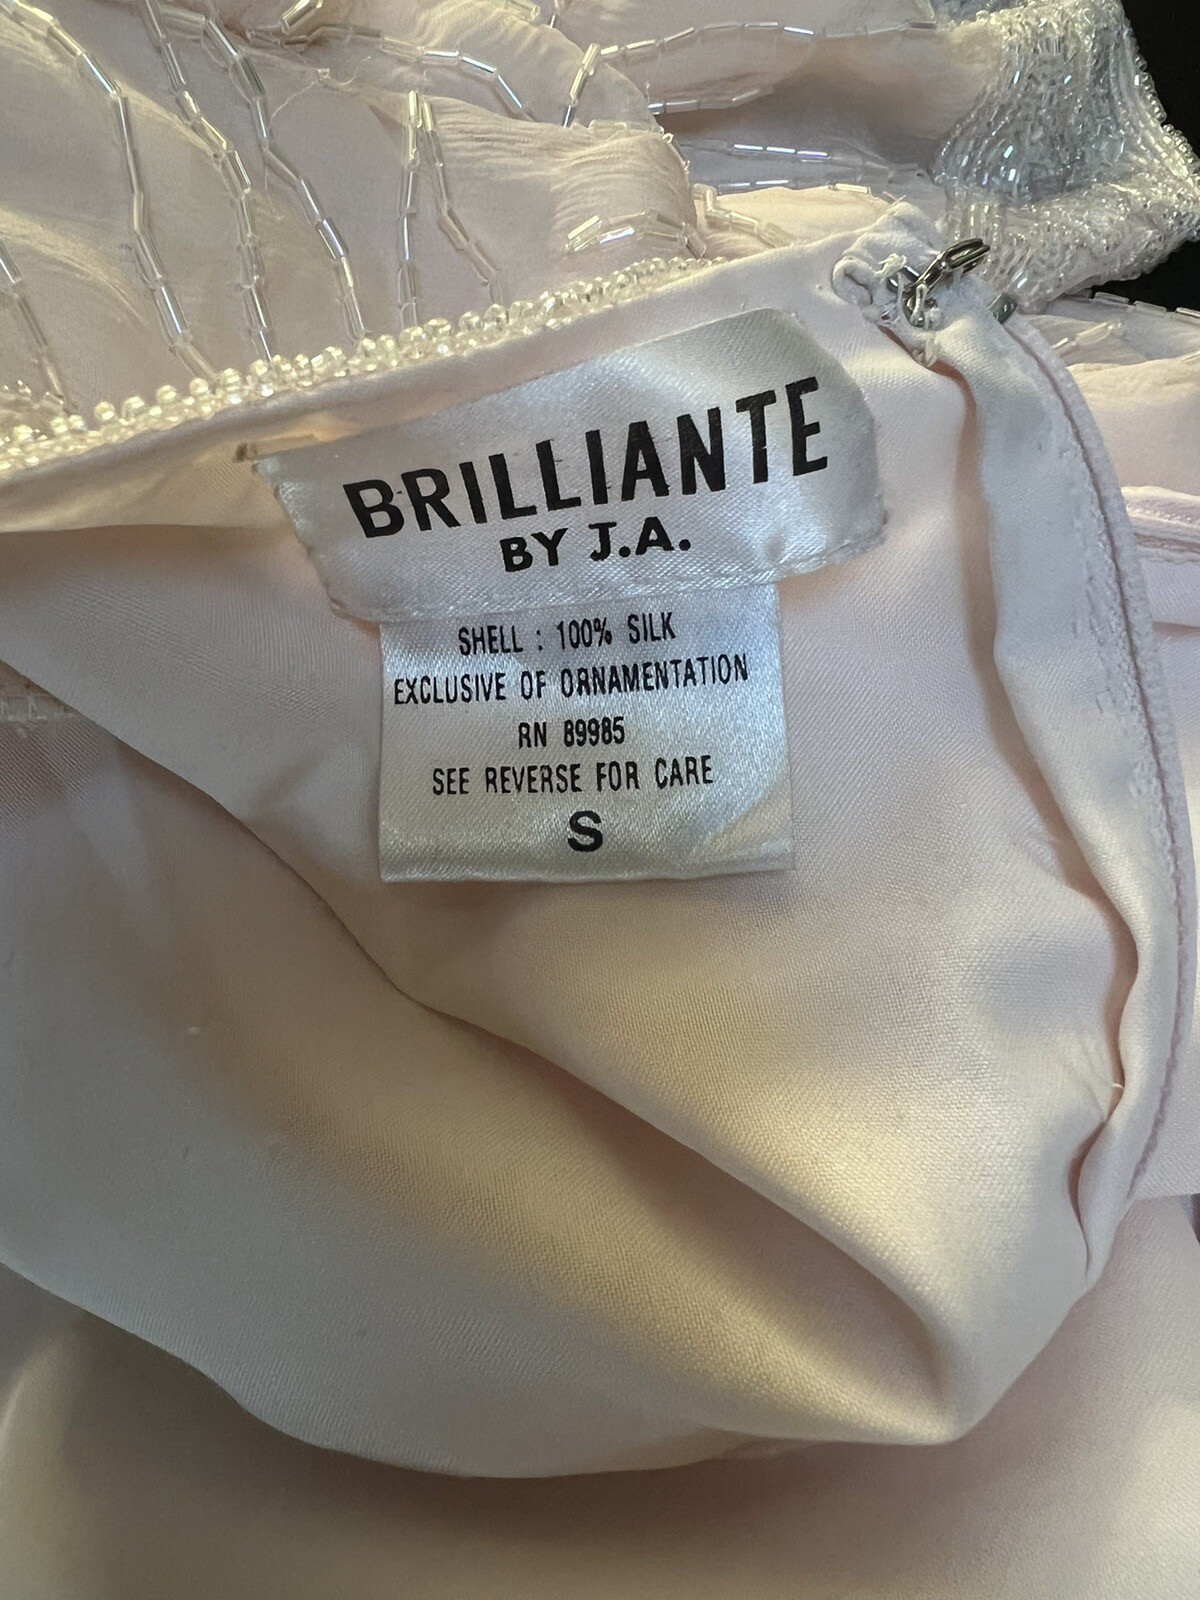 BRILLIANTE
BY J.A.
SHELL : 100% SILK
EXCLUSIVE OF ORNAMENTATION
RN 89985
SEE REVERSE FOR CARE
S